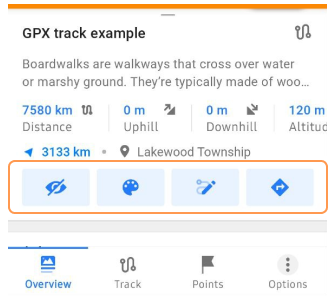 GPX track example
Boardwalks are walkways that cross over water
or marshy ground. They're typically made of woo...
7580 km 0 m 0 m 120 m
Distance Uphill Downhill Altitud
3133 km • Lakewood Township
Overview Track Points Options